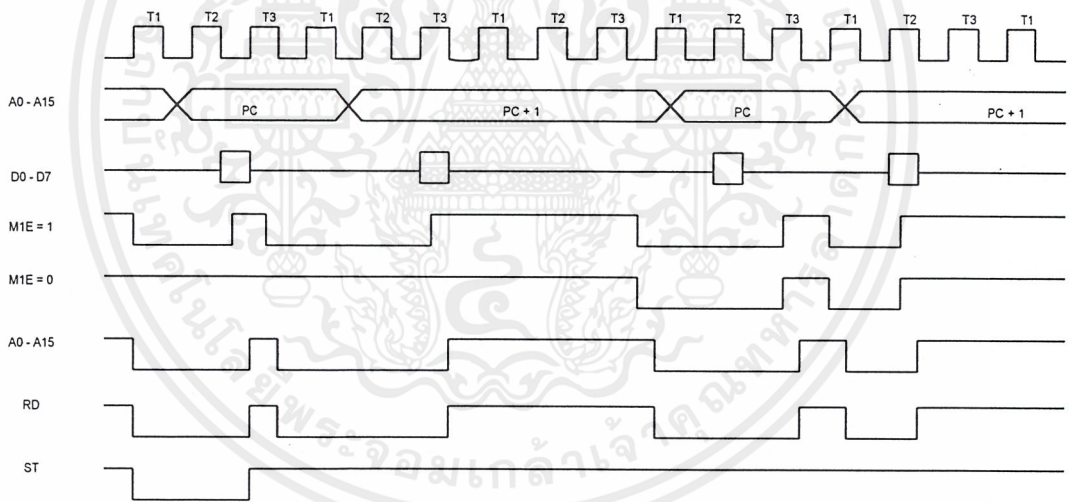 T1 T2 T3 T1 T2 T3 T1 T2 T3 T1 T2 T3 T1 T2 T3 T1
A0 - A15 PC PC + 1 PC PC + 1
D0 - D7
M1E = 1
M1E = 0
A0 - A15
RD
ST